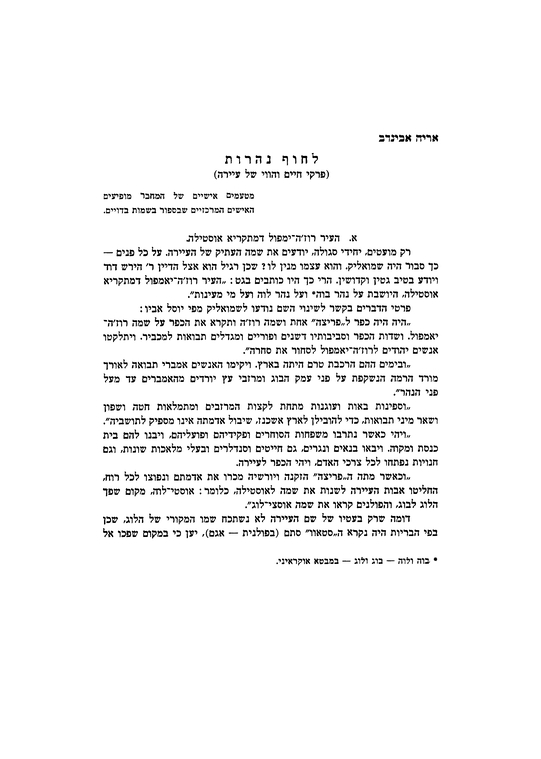 אריה אבינדב
לחוף נהרות
(פרקי חיים והווי של עיירה)
מטעמים אישיים של המחבר מופיעים
האישים המרכזיים שבספור בשמות בדויים.
א. העיר רוז׳ה־ימפול דמתקריא אוסטילה.
רק מועטים, יחידי סגולה, יודעים את שמה העתיק של העיירה. על כל פנים —
כך סבור היה שמואליק, והוא עצמו מנין לו? שכן רגיל הוא אצל הדיין ר׳ הירש דוד
ויודע בטיב גטין וקדושין. הרי כך היו כותבים בגט: „העיר רוז׳ה־יאמפול דמתקריא
אוסטילה, היושבת על נהר בוה* ועל נהר לוה ועל מי מעינות״.
פרטי הדברים בקשר לשינוי השם נודעו לשמואליק מפי יוסל אביו:
„היה היה כפר ל„פריצה״ אחת ושמה רוז׳ה ותקרא את הכפר על שמה רוז׳ה־
יאמפול. ושדות הכפר וסביבותיו דשנים ופוריים ומגדלים תבואות למכביר. ויתלקטו
אנשים יהודים לרוז׳ה־יאמפול לסחור את סחרה״.
„ובימים ההם הרכבת טרם היתה בארץ. ויקימו האנשים אמברי תבואה לאורך
מורד הרמה הנשקפת על פני עמק הבוג ומרזבי עץ יורדים מהאמברים עד מעל
פני הנהר״.
„וספינות באות ועוגנות מתחת לקצות המרזבים ומתמלאות חטה ושפון
ושאר מיני תבואות, כדי להובילן לארץ אשכנז, שיבול אדמתה אינו מספיק לתושביה״.
„ויהי כאשר נתרבו משפחות הסוחרים ופקידיהם ופועליהם, ויבנו להם בית
כנסת ומקוה. ויבאו בנאים ונגרים, גם חייטים וסנדלרים ובעלי מלאכות שונות, וגם
חנויות נפתחו לכל צרכי האדם. ויהי הכפר לעיירה.
„וכאשר מתה ה„פריצה״ הזקנה ויורשיה מכרו את אדמתם ונפוצו לכל רוח,
החליטו אבות העיירה לשנות את שמה לאוסטילה, כלומר: אוסטי־לוה, מקום שפך
הלוג לבוג, והפולנים קראו את שמה אוסצי־לוג״.
דומה שרק בעטיו של שם העיירה לא נשתכח שמו המקורי של הלוג, שכן
בפי הבריות היה נקרא ה„סטאוו״ סתם (בפולנית — אגם), יען כי במקום שפכו אל
* בוה ולוה — בוג ולוג — במבטא אוקראיני.